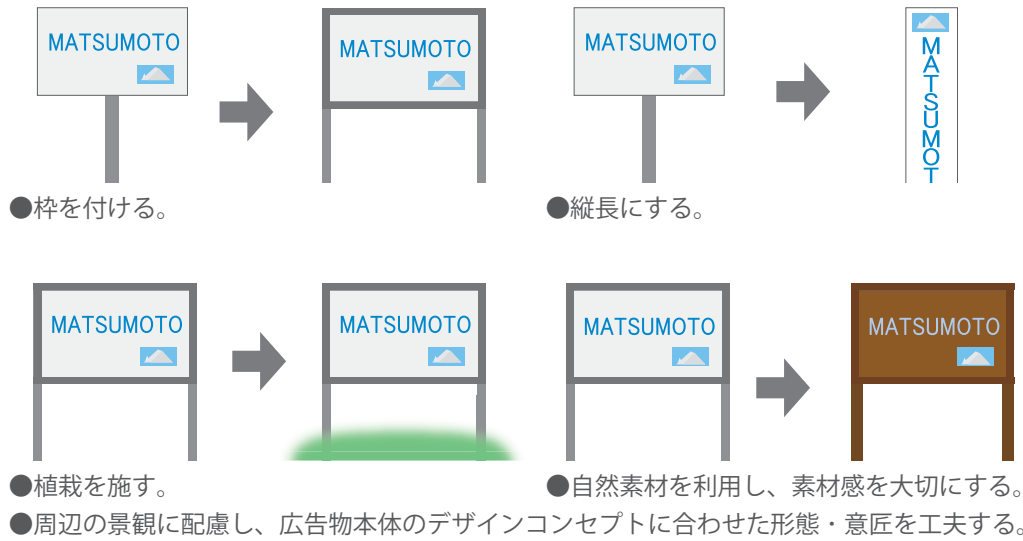 MATSUMOTO MATSUMOTO MATSUMOTO MATSUMOT
●枠を付ける。 ●縦長にする。
MATSUMOTO MATSUMOTO MATSUMOTO MATSUMOTO
●植栽を施す。 ●自然素材を利用し、素材感を大切にする。
●周辺の景観に配慮し、広告物本体のデザインコンセプトに合わせた形態・意匠を工夫する。